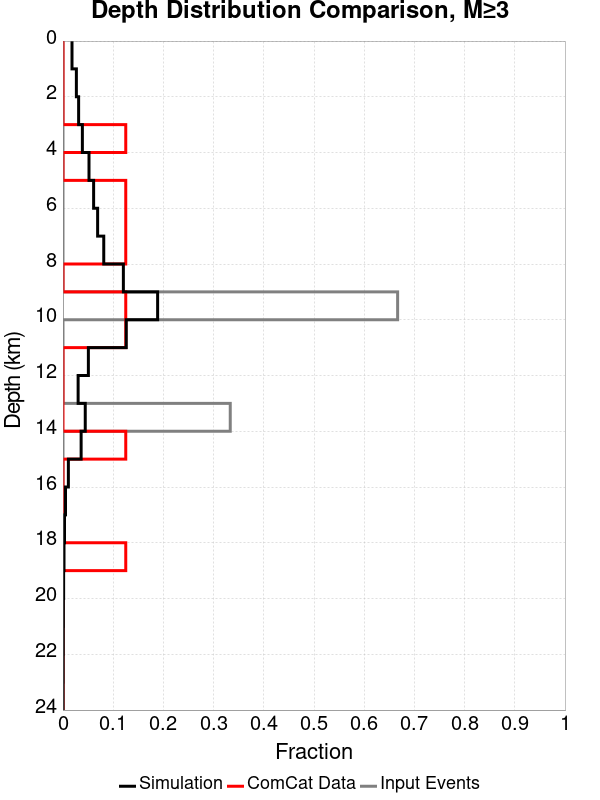 Depth Distribution Comparison, M≥3
0
2
4
6
8
10
12
14
16
18
20
22
24
Depth (km)
0 0.1 0.2 0.3 0.4 0.5 0.6 0.7 0.8 0.9 1
Fraction
Simulation ComCat Data Input Events